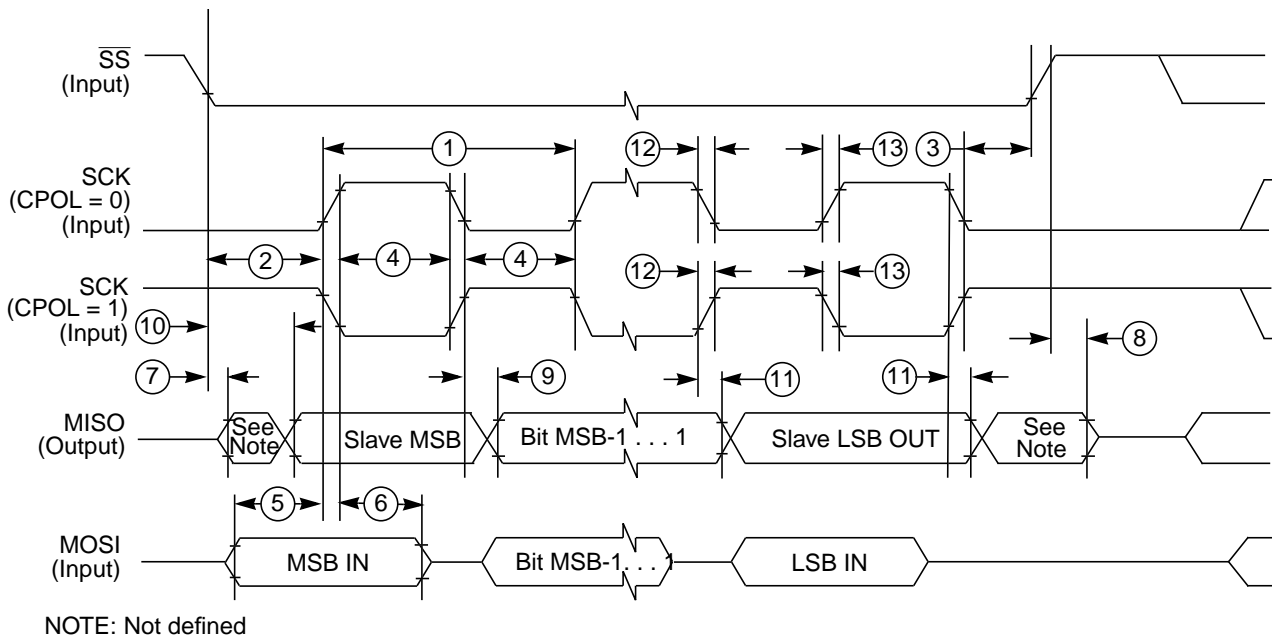 SS
(Input)
1
12
13
3
SCK
(CPOL = 0)
(Input)
2
4
4
12
13
SCK
(CPOL = 1)
(Input)
10
8
7
9
11
11
MISO
(Output)
See
Note
Slave MSB
Bit MSB-1 . . . 1
Slave LSB OUT
See
Note
5
6
MOSI
(Input)
MSB IN
Bit MSB-1. . . 1
LSB IN
NOTE: Not defined